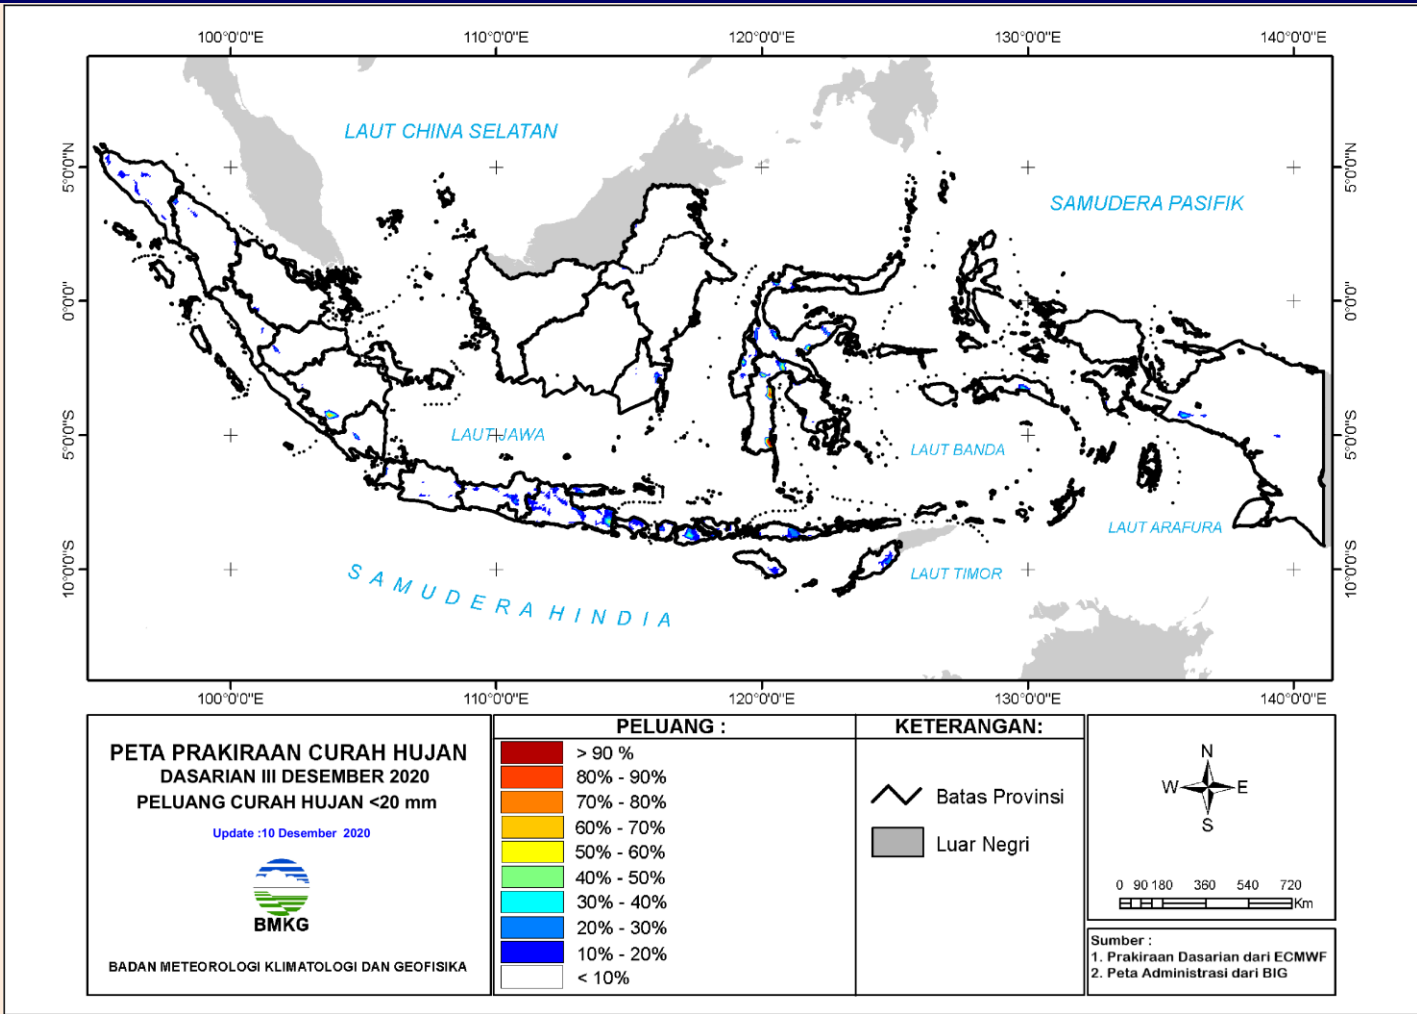 100°0'0"E 110°0'0"E 120°0'0"E 130°0'0"E 140°0'0"E
LAUT CHINA SELATAN
5°0'0"N 5°0'0"N
SAMUDERA PASIFIK
0°0'0" 0°0'0"
5°0'0"S 5°0'0"S
LAUT JAWA
LAUT BANDA
LAUT ARAFURA
10°0'0"S 10°0'0"S
LAUT TIMOR
SAMUDERA HINDIA
100°0'0"E 110°0'0"E 120°0'0"E 130°0'0"E 140°0'0"E
PETA PRAKIRAAN CURAH HUJAN
DASARIAN III DESEMBER 2020
PELUANG CURAH HUJAN <20 mm
Update :10 Desember 2020
BMKG
BADAN METEOROLOGI KLIMATOLOGI DAN GEOFISIKA
PELUANG :
> 90 %
80% - 90%
70% - 80%
60% - 70%
50% - 60%
40% - 50%
30% - 40%
20% - 30%
10% - 20%
< 10%
KETERANGAN:
Batas Provinsi
Luar Negri
N
W E
S
0 90 180 360 540 720
Km
Sumber :
1. Prakiraan Dasarian dari ECMWF
2. Peta Administrasi dari BIG